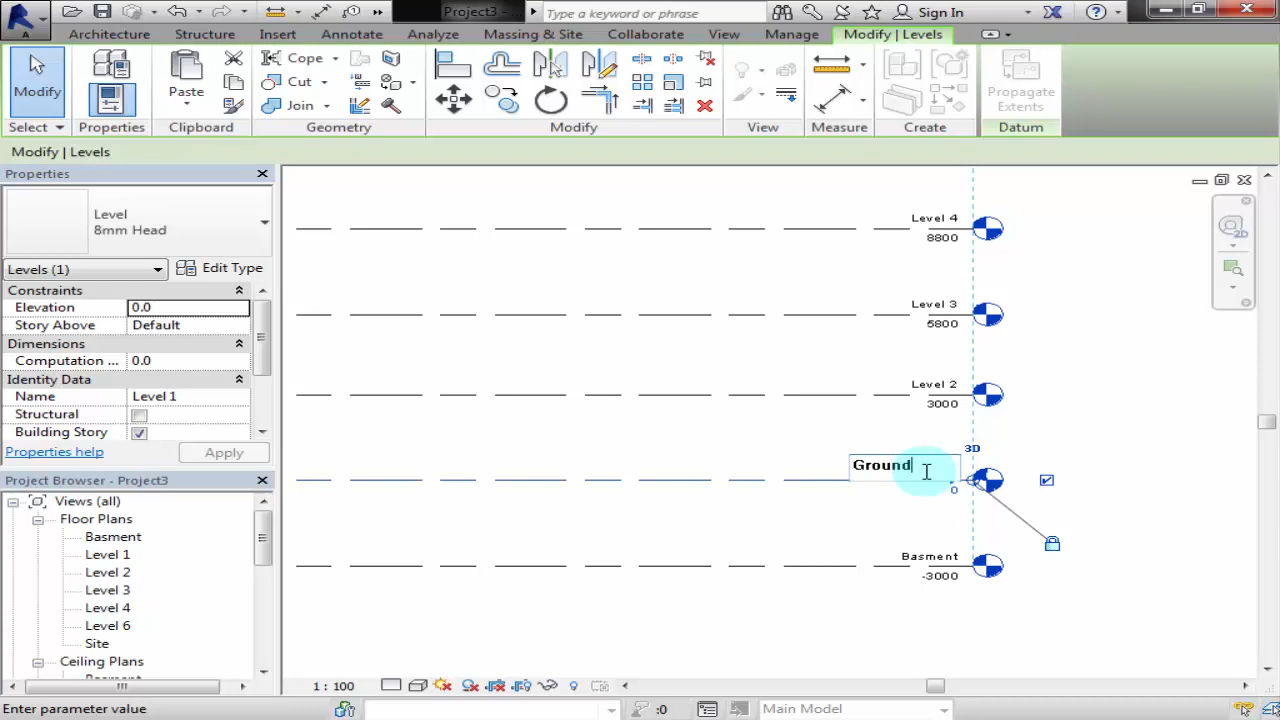 Project3 - ...
Type a keyword or phrase
Sign In
Architecture
Structure
Insert
Annotate
Analyze
Massing & Site
Collaborate
View
Manage
Modify | Levels
Modify
Paste
Cope
Cut
Join
Propagate
Extents
Select
Properties
Clipboard
Geometry
Modify
View
Measure
Create
Datum
Modify | Levels
Properties
Level
8mm Head
Levels (1)
Edit Type
Constraints
Elevation 0.0
Story Above Default
Dimensions
Computation ... 0.0
Identity Data
Name Level 1
Structural
Building Story
Properties help
Apply
Project Browser - Project3
Views (all)
Floor Plans
Basment
Level 1
Level 2
Level 3
Level 4
Level 6
Site
Ceiling Plans
Basment
Level 4
8800
Level 3
5800
Level 2
3000
3D
Ground
0
Basment
-3000
2D
1 : 100
Enter parameter value
:0
Main Model